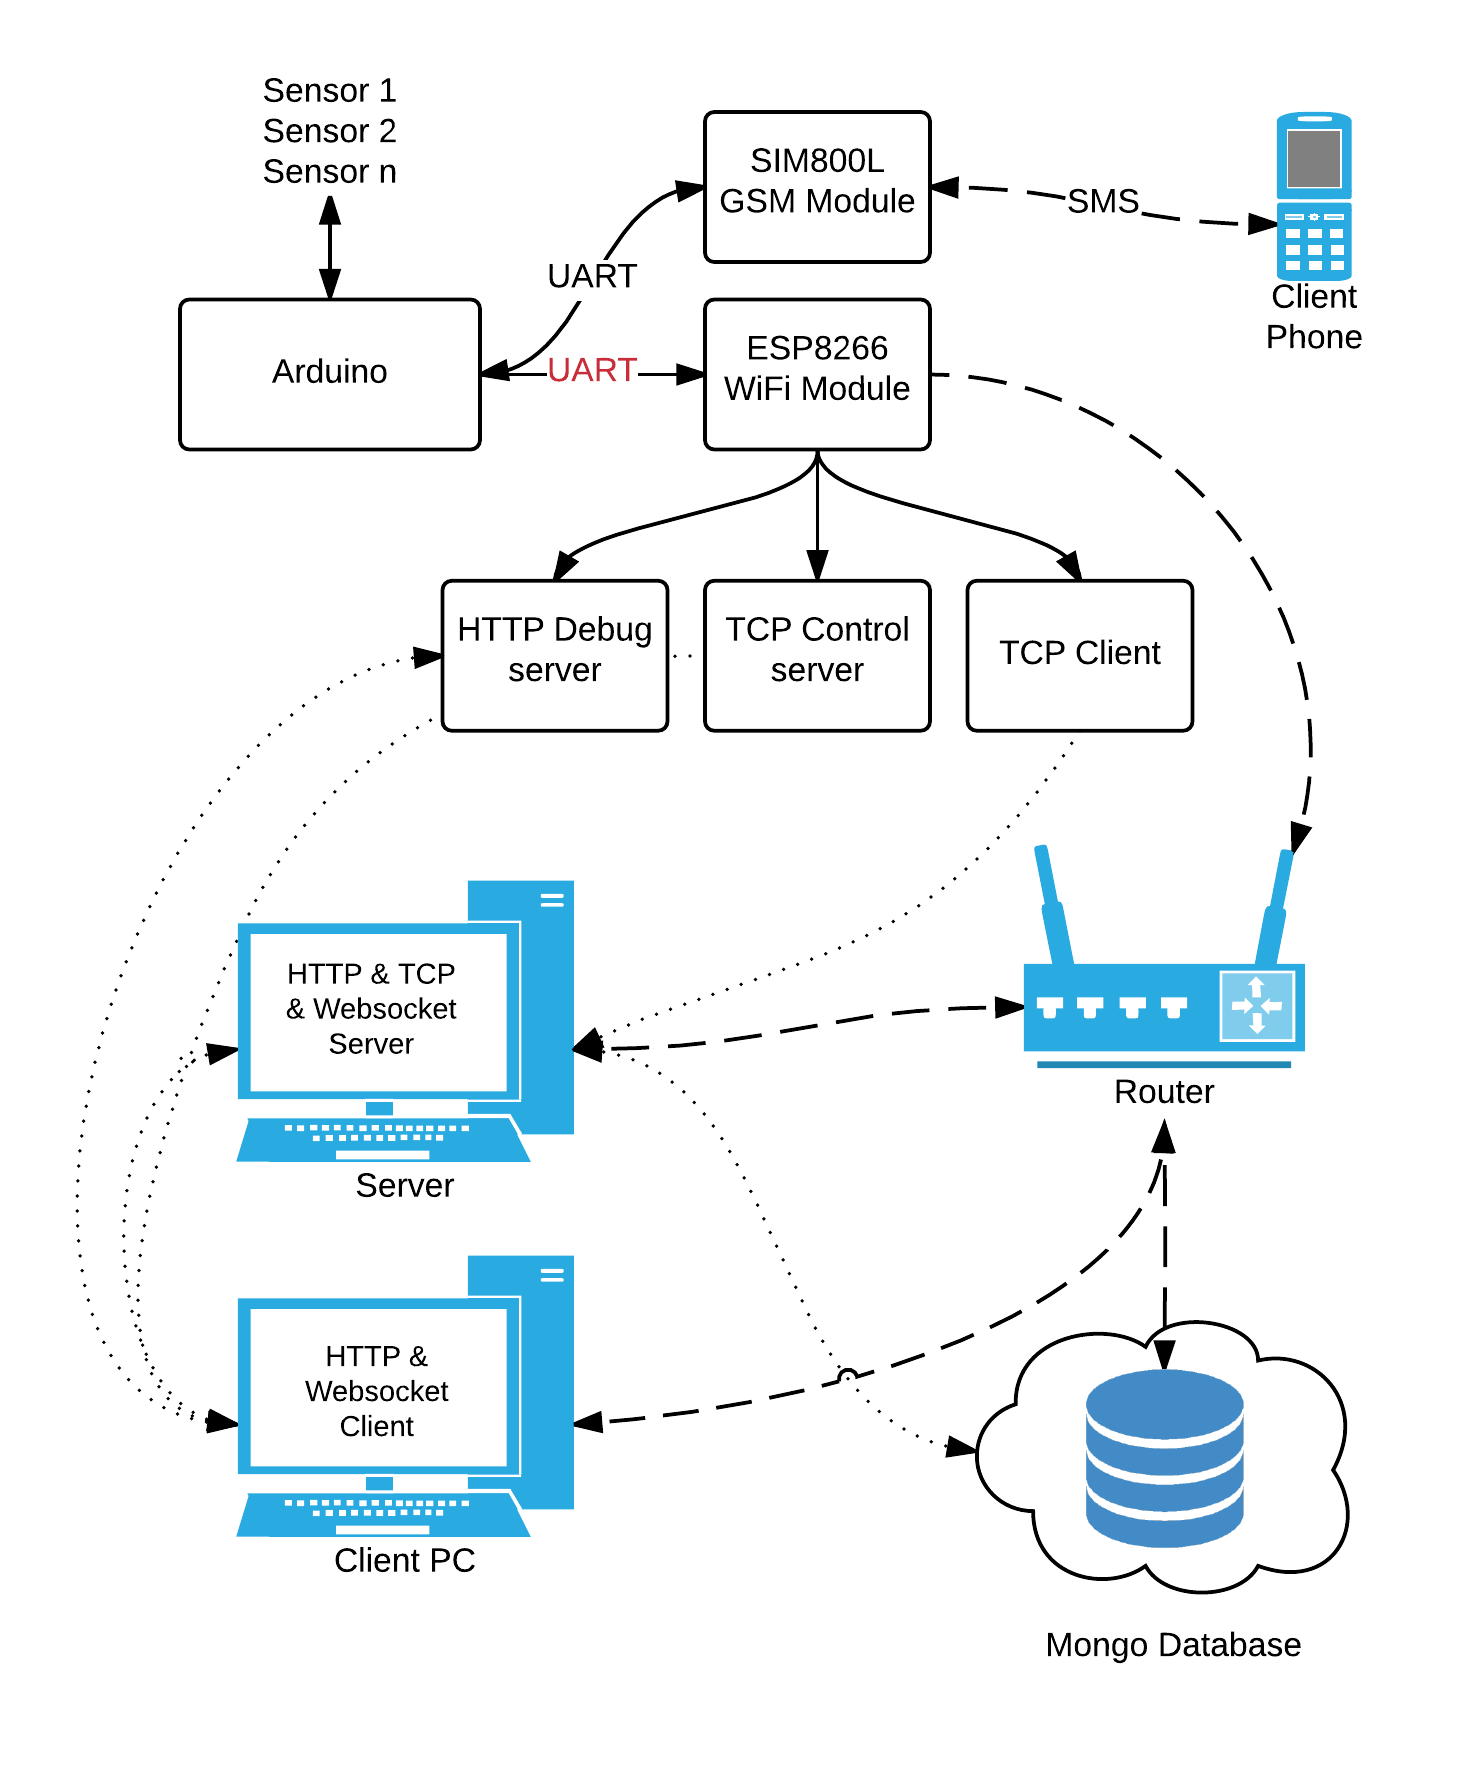 Sensor 1
Sensor 2
Sensor n
SIM800L
GSM Module
SMS
Client
Phone
UART
Arduino
UART
ESP8266
WiFi Module
HTTP Debug
server
TCP Control
server
TCP Client
HTTP & TCP
& Websocket
Server
Server
Router
HTTP &
Websocket
Client
Client PC
Mongo Database